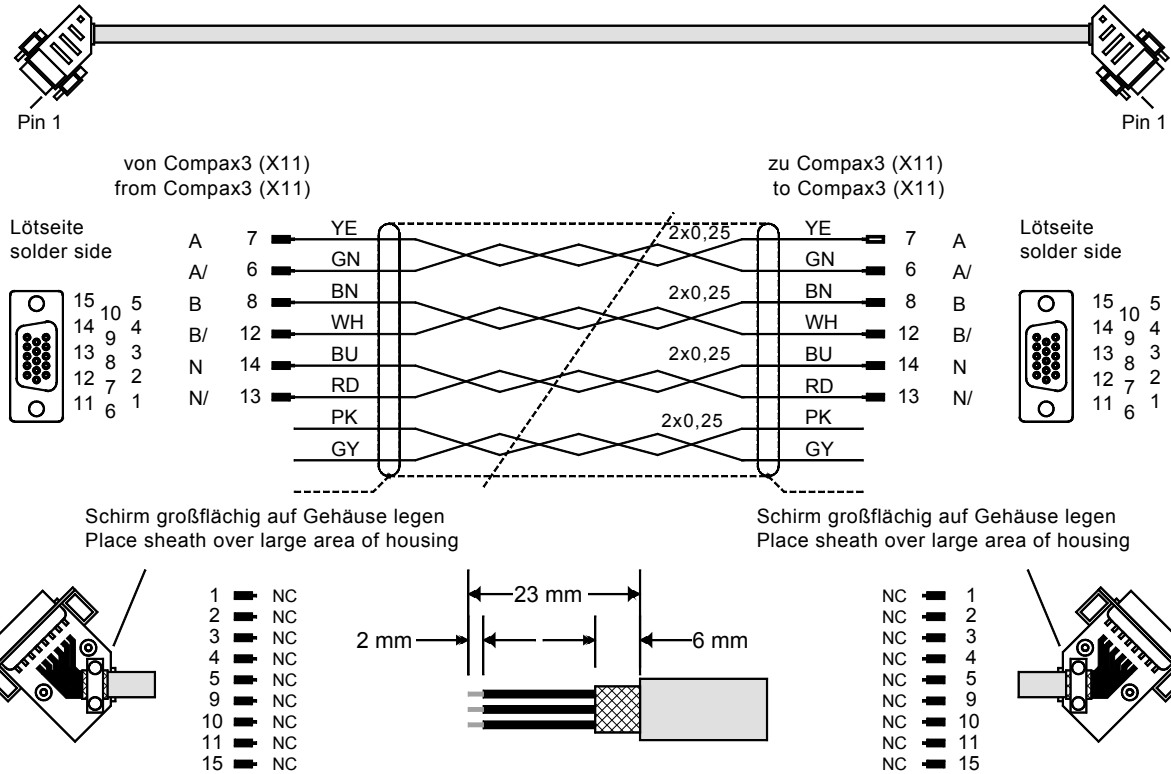 Pin 1
Pin 1
von Compax3 (X11)
from Compax3 (X11)
zu Compax3 (X11)
to Compax3 (X11)
Lötseite
solder side
Lötseite
solder side
A 7 YE 2x0,25 YE 7 A
A/ 6 GN GN 6 A/
B 8 BN 2x0,25 BN 8 B
B/ 12 WH WH 12 B/
N 14 BU 2x0,25 BU 14 N
N/ 13 RD RD 13 N/
PK 2x0,25 PK
GY GY
15 10 5
14 9 4
13 8 3
12 7 2
11 6 1
15 10 5
14 9 4
13 8 3
12 7 2
11 6 1
Schirm großflächig auf Gehäuse legen
Place sheath over large area of housing
Schirm großflächig auf Gehäuse legen
Place sheath over large area of housing
1 NC
2 NC
3 NC
4 NC
5 NC
9 NC
10 NC
11 NC
15 NC
23 mm
2 mm
6 mm
NC 1
NC 2
NC 3
NC 4
NC 5
NC 9
NC 10
NC 11
NC 15